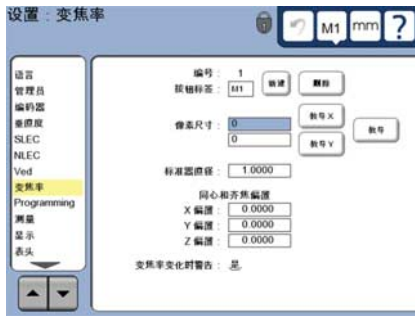 设置：变焦率
M1 mm ?
语言
管理员
编码器
垂直度
SLEC
NLEC
Ved
变焦率
Programming
测量
显示
表头
编号： 1
按钮标签： M1 新建 删除
像素尺寸： 0 教导 X
0 教导 Y
教导
标准器直径： 1.0000
同心和齐焦偏置
X 偏置： 0.0000
Y 偏置： 0.0000
Z 偏置： 0.0000
变焦率变化时警告： 是